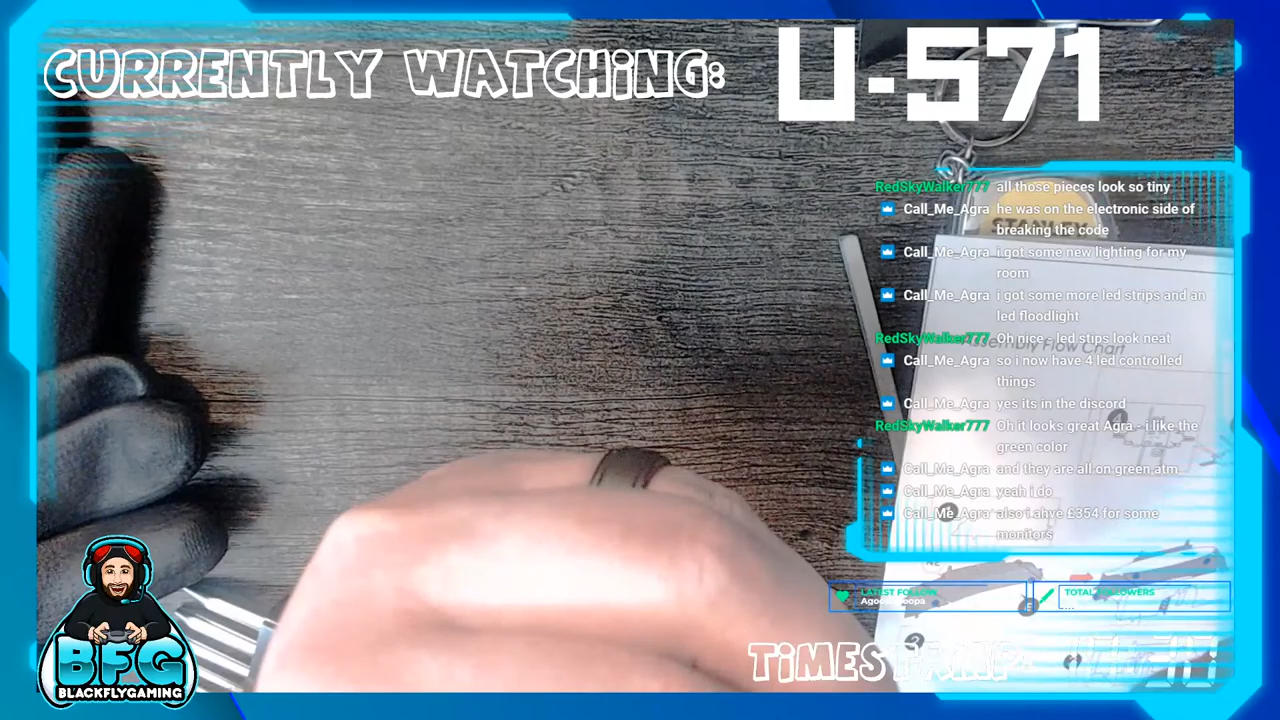 CURRENTLY WATCHING:
U-571
STANLEY
RedSkyWalker777 all those pieces look so tiny
Call_Me_Agra he was on the electronic side of
breaking the code
Call_Me_Agra i got some new lighting for my
room
Call_Me_Agra i got some more led strips and an
led floodlight
RedSkyWalker777 Oh nice - led stips look neat
Assembly Flow Chart
Call_Me_Agra so i now have 4 led controlled
things
Call_Me_Agra yes its in the discord
RedSkyWalker777 Oh it looks great Agra - i like the
green color
Call_Me_Agra and they are all on green atm
Call_Me_Agra yeah i do
Call_Me_Agra also i ahve £354 for some
monitors
LATEST FOLLOW
TOTAL FOLLOWERS
....
TIMESTAMP
3
BFG
BLACKFLYGAMING